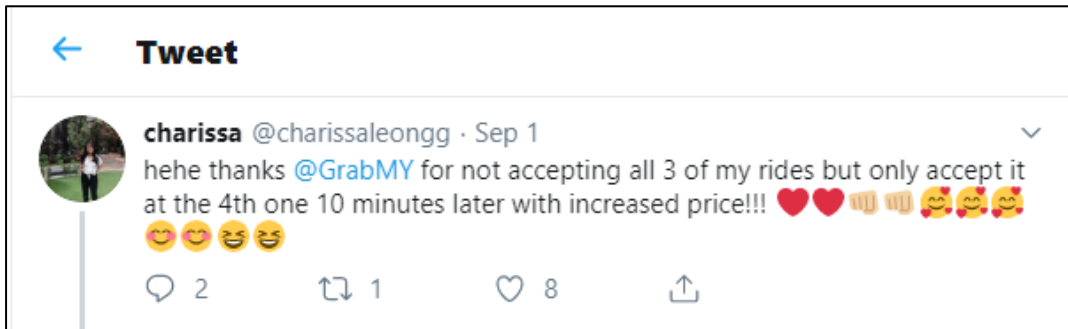 Tweet
charissa @charissaleongg · Sep 1
hehe thanks @GrabMY for not accepting all 3 of my rides but only accept it
at the 4th one 10 minutes later with increased price!!! ❤️❤️👊🏼👊🏼🥰🥰🥰
😊😊😆😆
2 1 8